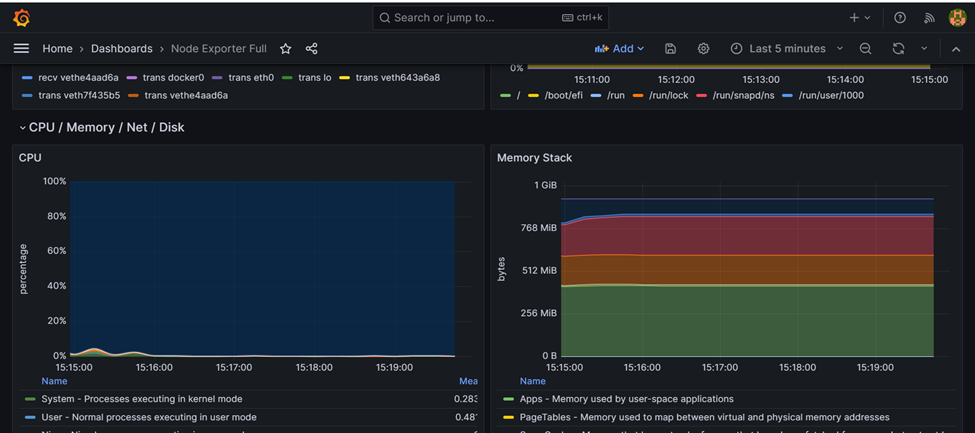 Search or jump to... ctrl+k
Home › Dashboards › Node Exporter Full Add Last 5 minutes
recv vethe4aad6a trans docker0 trans eth0 trans lo trans veth643a6a8
trans veth7f435b5 trans vethe4aad6a
0%
15:11:00 15:12:00 15:13:00 15:14:00 15:15:00
/ /boot/efi /run /run/lock /run/snapd/ns /run/user/1000
CPU / Memory / Net / Disk
CPU
100%
80%
60%
40%
20%
0%
percentage
15:15:00 15:16:00 15:17:00 15:18:00 15:19:00
Name Mea
System - Processes executing in kernel mode 0.283
User - Normal processes executing in user mode 0.48
Memory Stack
1 GiB
768 MiB
512 MiB
256 MiB
0 B
bytes
15:15:00 15:16:00 15:17:00 15:18:00 15:19:00
Name
Apps - Memory used by user-space applications
PageTables - Memory used to map between virtual and physical memory addresses